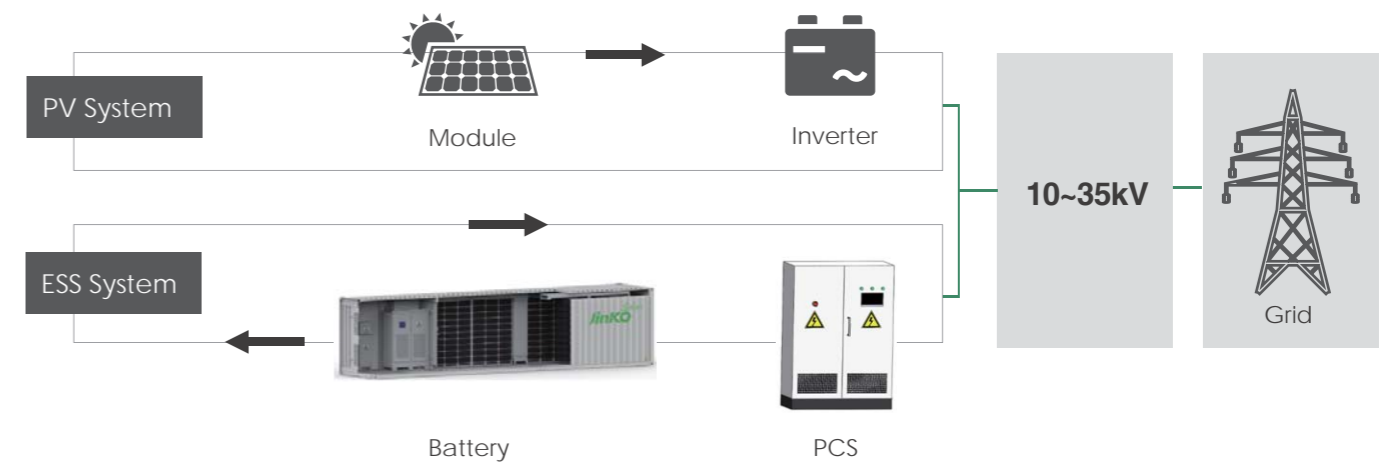 PV System
Module
Inverter
10~35kV
ESS System
JinKO
Grid
Battery
PCS